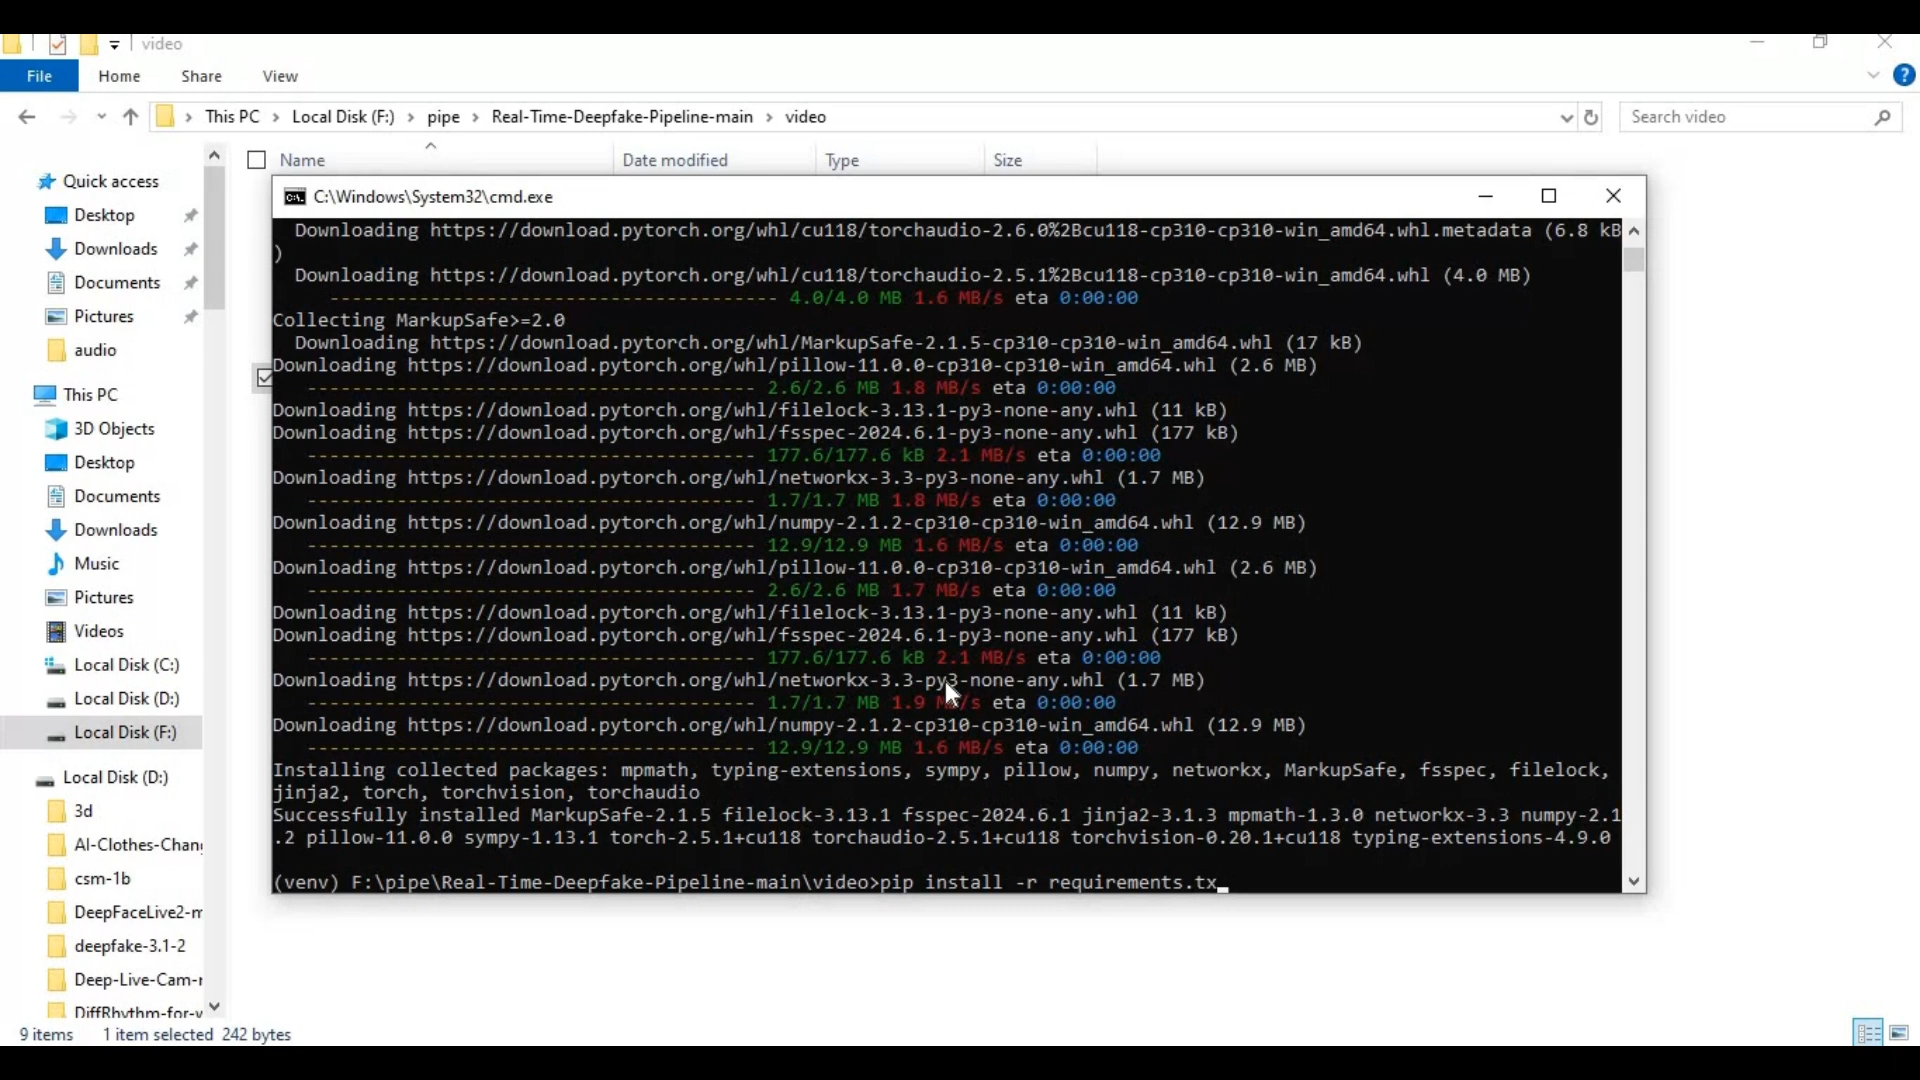 video
File
Home
Share
View
This PC
Local Disk (F:)
pipe
Real-Time-Deepfake-Pipeline-main
video
Search video
Name
Date modified
Type
Size
Quick access
Desktop
Downloads
Documents
Pictures
audio
This PC
3D Objects
Desktop
Documents
Downloads
Music
Pictures
Videos
Local Disk (C:)
Local Disk (D:)
Local Disk (F:)
Local Disk (D:)
3d
AI-Clothes-Chang
csm-1b
DeepFaceLive2-m
deepfake-3.1-2
Deep-Live-Cam-r
DiffRhythm-for-w
C:\Windows\System32\cmd.exe
Downloading https://download.pytorch.org/whl/cu118/torchaudio-2.6.0%2Bcu118-cp310-cp310-win_amd64.whl.metadata (6.8 kB
)
Downloading https://download.pytorch.org/whl/cu118/torchaudio-2.5.1%2Bcu118-cp310-cp310-win_amd64.whl (4.0 MB)
---------------------------------------- 4.0/4.0 MB 1.6 MB/s eta 0:00:00
Collecting MarkupSafe>=2.0
Downloading https://download.pytorch.org/whl/MarkupSafe-2.1.5-cp310-cp310-win_amd64.whl (17 kB)
Downloading https://download.pytorch.org/whl/pillow-11.0.0-cp310-cp310-win_amd64.whl (2.6 MB)
---------------------------------------- 2.6/2.6 MB 1.8 MB/s eta 0:00:00
Downloading https://download.pytorch.org/whl/filelock-3.13.1-py3-none-any.whl (11 kB)
Downloading https://download.pytorch.org/whl/fsspec-2024.6.1-py3-none-any.whl (177 kB)
---------------------------------------- 177.6/177.6 kB 2.1 MB/s eta 0:00:00
Downloading https://download.pytorch.org/whl/networkx-3.3-py3-none-any.whl (1.7 MB)
---------------------------------------- 1.7/1.7 MB 1.8 MB/s eta 0:00:00
Downloading https://download.pytorch.org/whl/numpy-2.1.2-cp310-cp310-win_amd64.whl (12.9 MB)
---------------------------------------- 12.9/12.9 MB 1.6 MB/s eta 0:00:00
Downloading https://download.pytorch.org/whl/pillow-11.0.0-cp310-cp310-win_amd64.whl (2.6 MB)
---------------------------------------- 2.6/2.6 MB 1.7 MB/s eta 0:00:00
Downloading https://download.pytorch.org/whl/filelock-3.13.1-py3-none-any.whl (11 kB)
Downloading https://download.pytorch.org/whl/fsspec-2024.6.1-py3-none-any.whl (177 kB)
---------------------------------------- 177.6/177.6 kB 2.1 MB/s eta 0:00:00
Downloading https://download.pytorch.org/whl/networkx-3.3-py3-none-any.whl (1.7 MB)
---------------------------------------- 1.7/1.7 MB 1.9 MB/s eta 0:00:00
Downloading https://download.pytorch.org/whl/numpy-2.1.2-cp310-cp310-win_amd64.whl (12.9 MB)
---------------------------------------- 12.9/12.9 MB 1.6 MB/s eta 0:00:00
Installing collected packages: mpmath, typing-extensions, sympy, pillow, numpy, networkx, MarkupSafe, fsspec, filelock,
jinja2, torch, torchvision, torchaudio
Successfully installed MarkupSafe-2.1.5 filelock-3.13.1 fsspec-2024.6.1 jinja2-3.1.3 mpmath-1.3.0 networkx-3.3 numpy-2.1
.2 pillow-11.0.0 sympy-1.13.1 torch-2.5.1+cu118 torchaudio-2.5.1+cu118 torchvision-0.20.1+cu118 typing-extensions-4.9.0
(venv) F:\pipe\Real-Time-Deepfake-Pipeline-main\video>pip install -r requirements.tx_
9 items
1 item selected 242 bytes